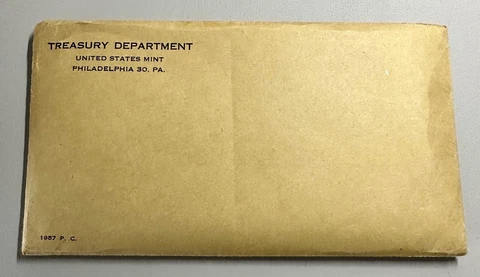 TREASURY DEPARTMENT
UNITED STATES MINT
PHILADELPHIA 30, PA.
1957 P. C.